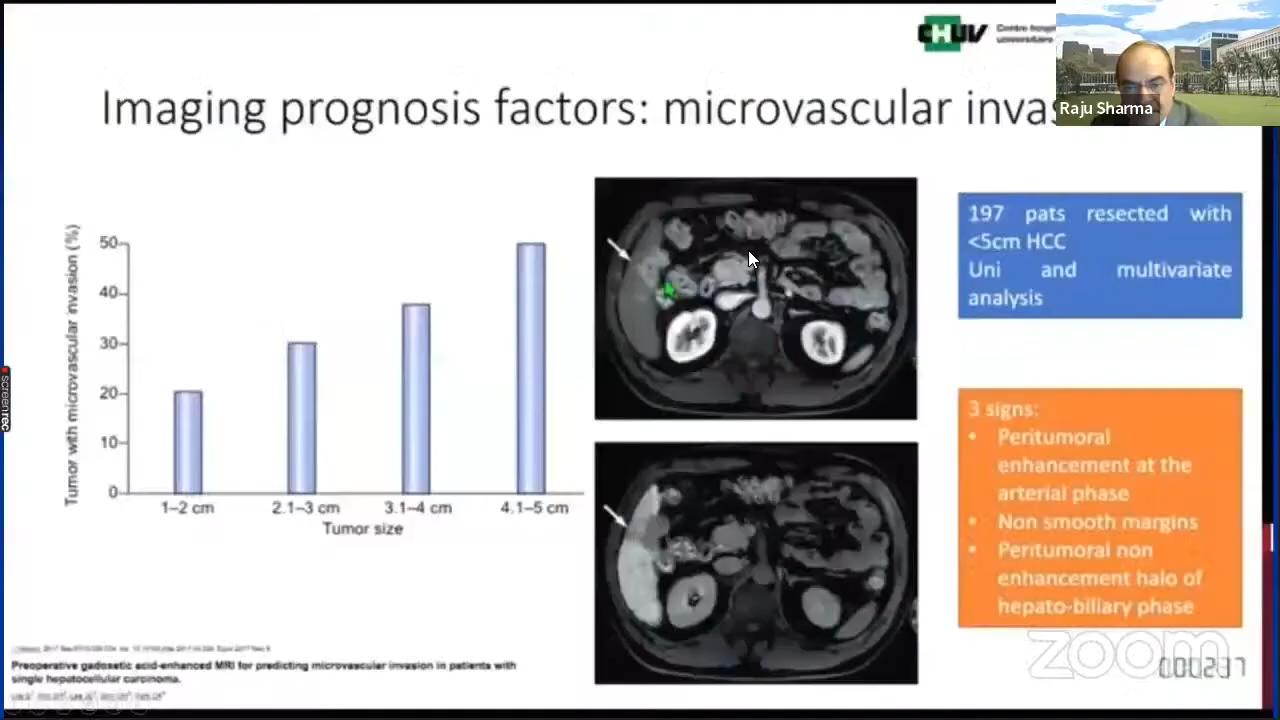 CHUV
Centre
universitaire
Raju Sharma
Imaging prognosis factors: microvascular
Tumor with microvascular invasion (%)
50
40
30
20
10
0
1–2 cm 2.1–3 cm 3.1–4 cm 4.1–5 cm
Tumor size
197 pats resected with
<5cm HCC
Uni and multivariate
analysis
3 signs:
• Peritumoral
enhancement at the
arterial phase
• Non smooth margins
• Peritumoral non
enhancement halo of
hepato-biliary phase
Preoperative gadoxetic acid-enhanced MRI for predicting microvascular invasion in patients with
single hepatocellular carcinoma.
zoom
screenrec